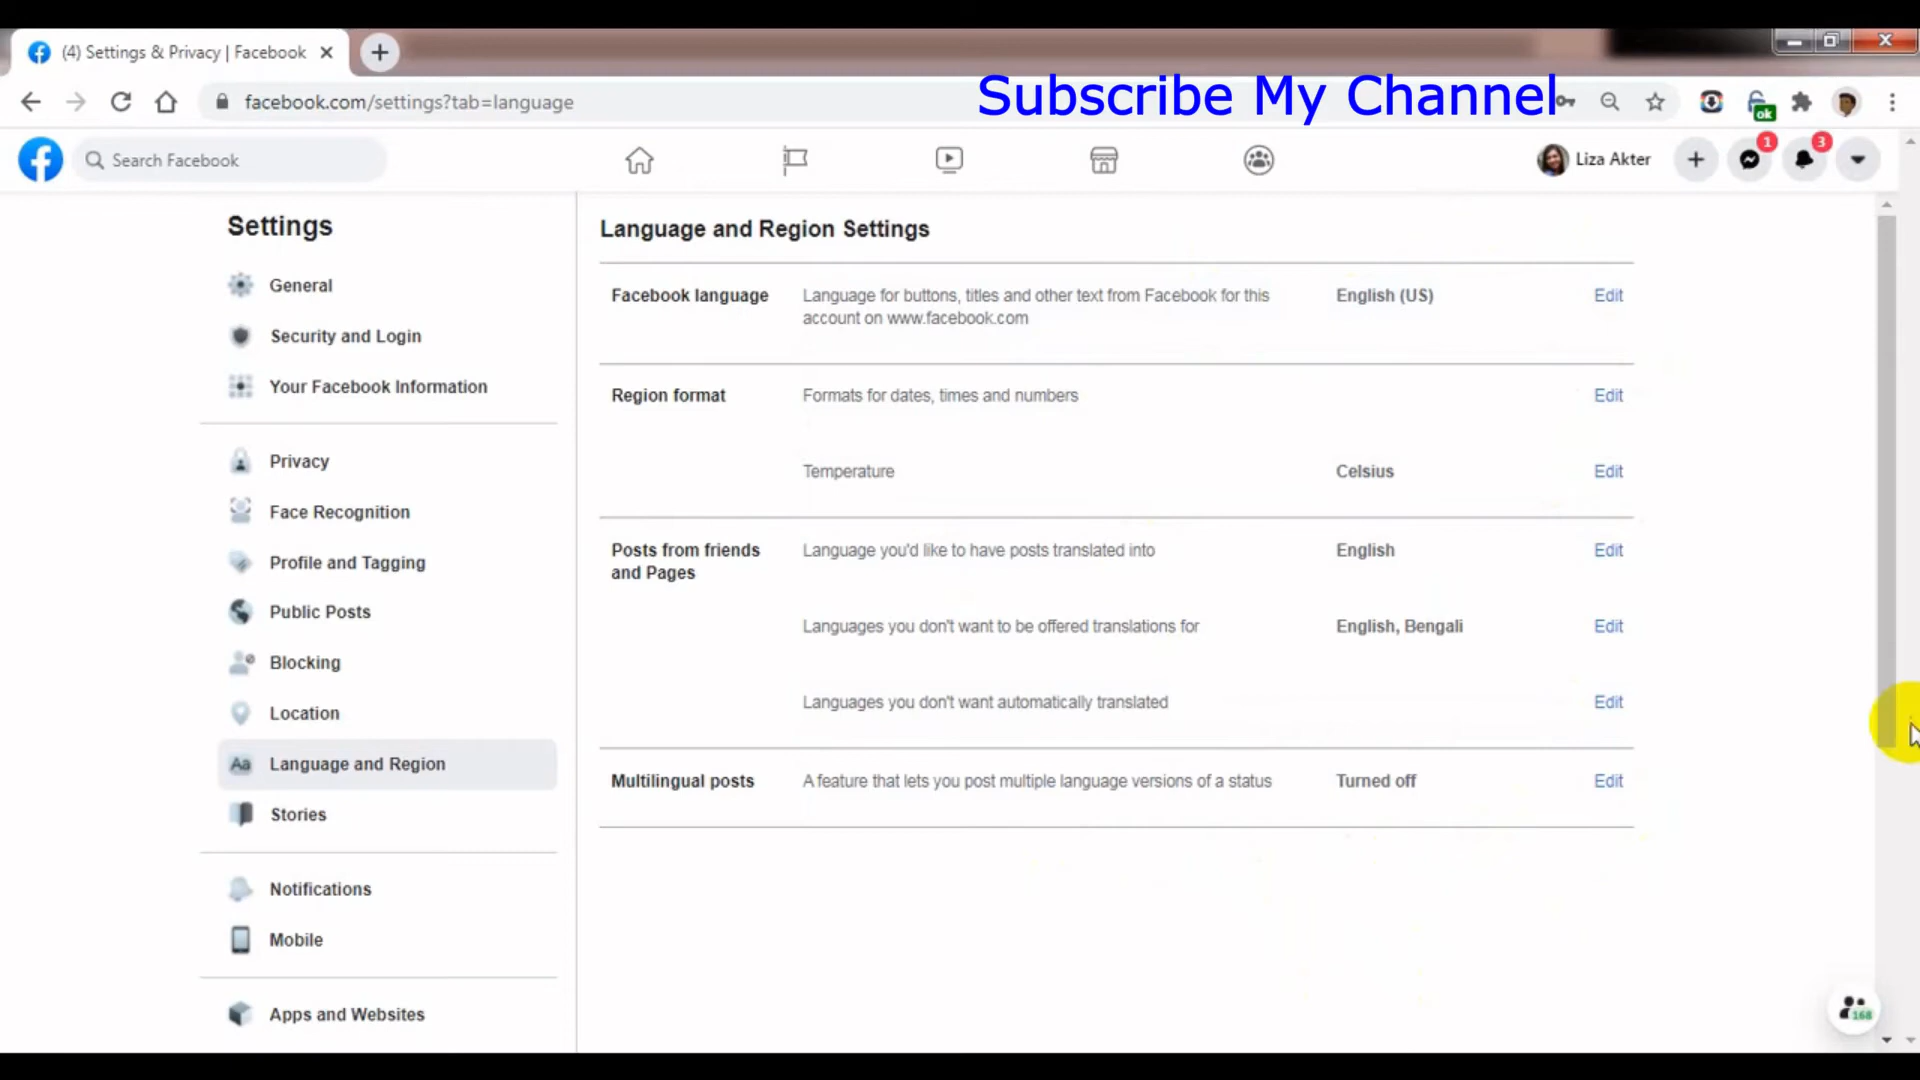 (4) Settings & Privacy | Facebook
facebook.com/settings?tab=language
Subscribe My Channel
ok
Search Facebook
Liza Akter
1
3
Settings
General
Security and Login
Your Facebook Information
Privacy
Face Recognition
Profile and Tagging
Public Posts
Blocking
Location
Aa Language and Region
Stories
Notifications
Mobile
Apps and Websites
Language and Region Settings
Facebook language Language for buttons, titles and other text from Facebook for this English (US) Edit
account on www.facebook.com
Region format Formats for dates, times and numbers Edit
Temperature Celsius Edit
Posts from friends Language you'd like to have posts translated into English Edit
and Pages
Languages you don't want to be offered translations for English, Bengali Edit
Languages you don't want automatically translated Edit
Multilingual posts A feature that lets you post multiple language versions of a status Turned off Edit
168